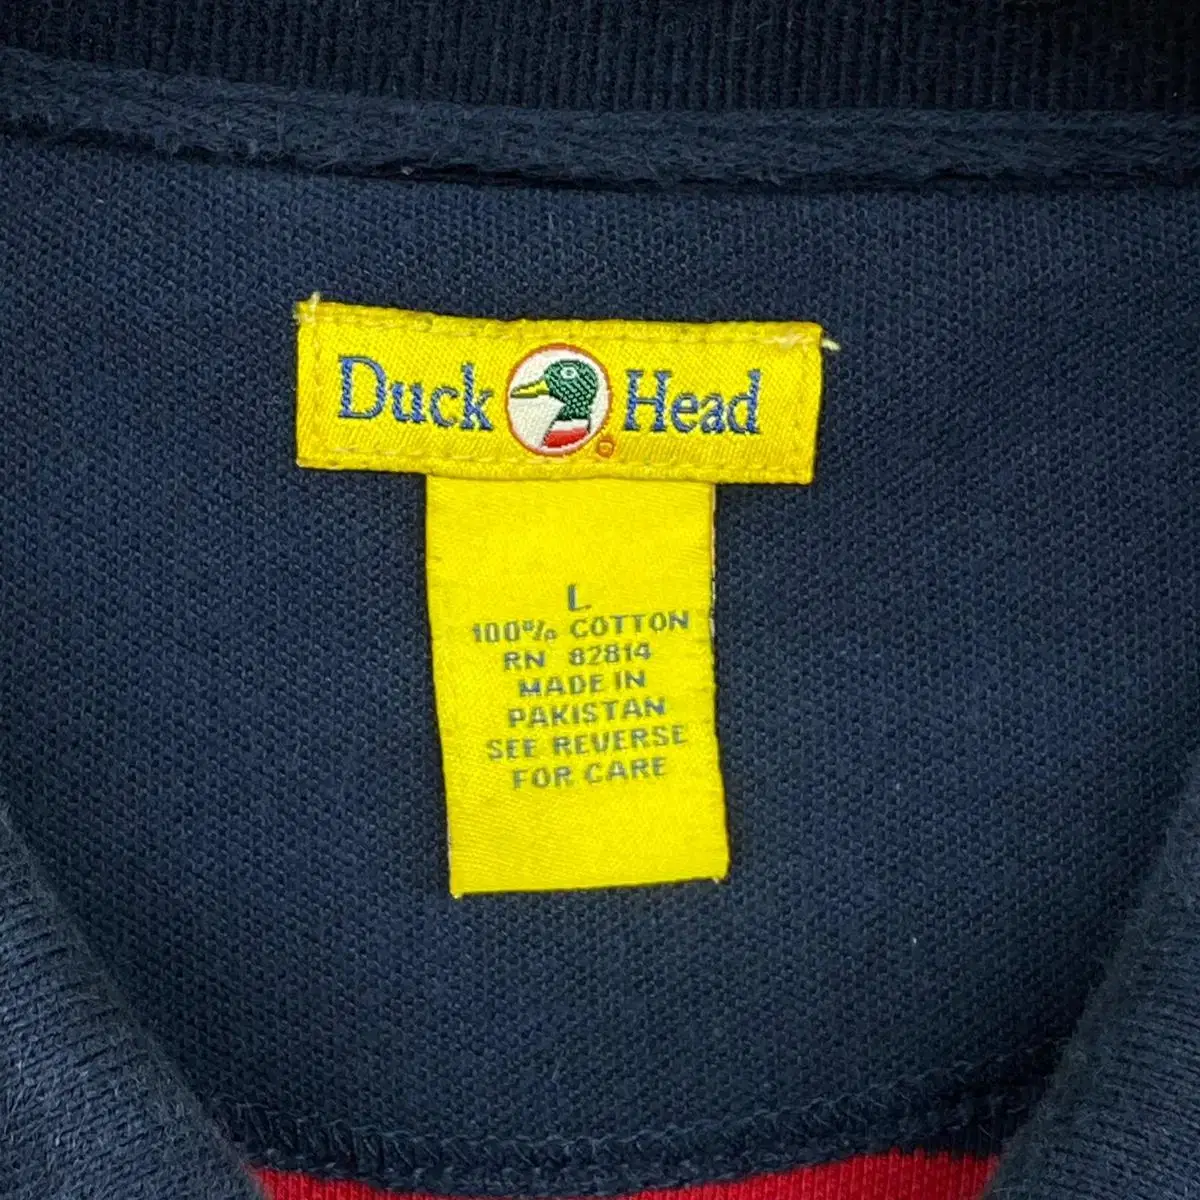 Duck Head
L
100% COTTON
RN 82814
MADE IN
PAKISTAN
SEE REVERSE
FOR CARE